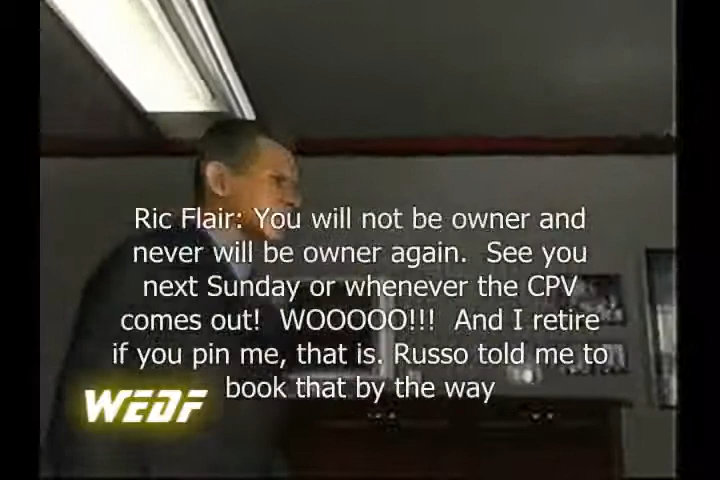 Ric Flair: You will not be owner and
never will be owner again.  See you
next Sunday or whenever the CPV
comes out!  WOOOOO!!!  And I retire
if you pin me, that is. Russo told me to
book that by the way
WEDF